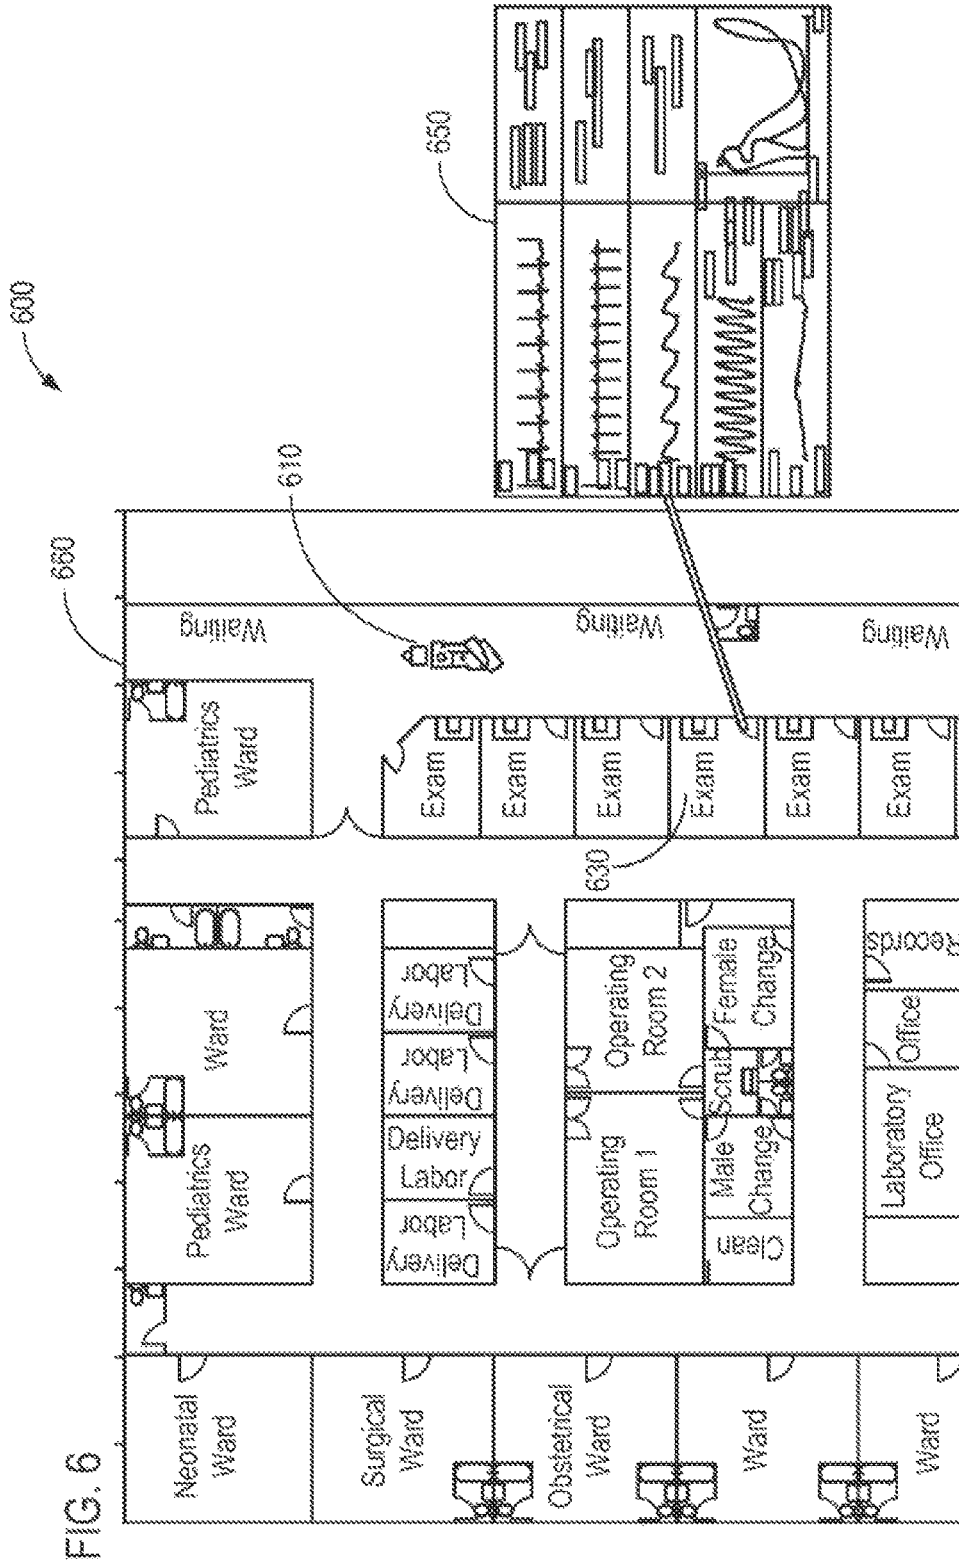 FIG. 6
600
660
610
650
630
Neonatal
Ward
Pediatrics
Ward
Ward
Pediatrics
Ward
Waiting
Surgical
Ward
Delivery
Labor
Delivery
Labor
Delivery
Labor
Delivery
Labor
Exam
Exam
Exam
Exam
Exam
Exam
Waiting
Obstetrical
Ward
Operating
Room 1
Operating
Room 2
Ward
Clean
Male
Change
Scrub
Female
Change
Waiting
Ward
Laboratory
Office
Office
Records